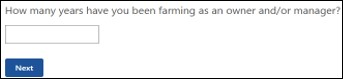 How many years have you been farming as an owner and/or manager?
Next